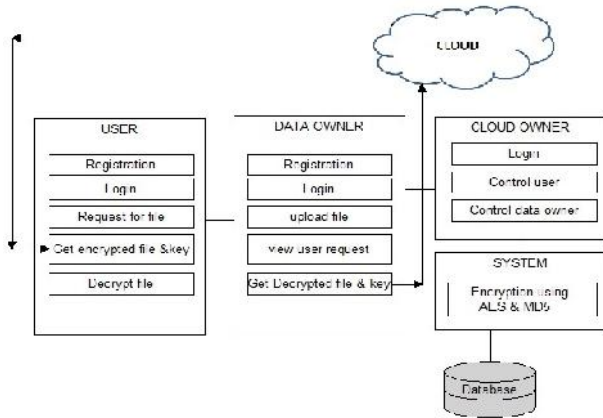 CLOUD
USER
Registration
Login
Request for file
Get encrypted file &key
Decrypt file
DATA OWNER
Registration
Login
upload file
view user request
Get Decrypted file & key
CLOUD OWNER
Login
Control user
Control data owner
SYSTEM
Encryption using
AES & MD5
Database